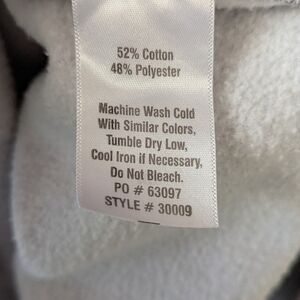 52% Cotton
48% Polyester
Machine Wash Cold
With Similar Colors,
Tumble Dry Low,
Cool Iron if Necessary,
Do Not Bleach.
PO # 63097
STYLE # 30009